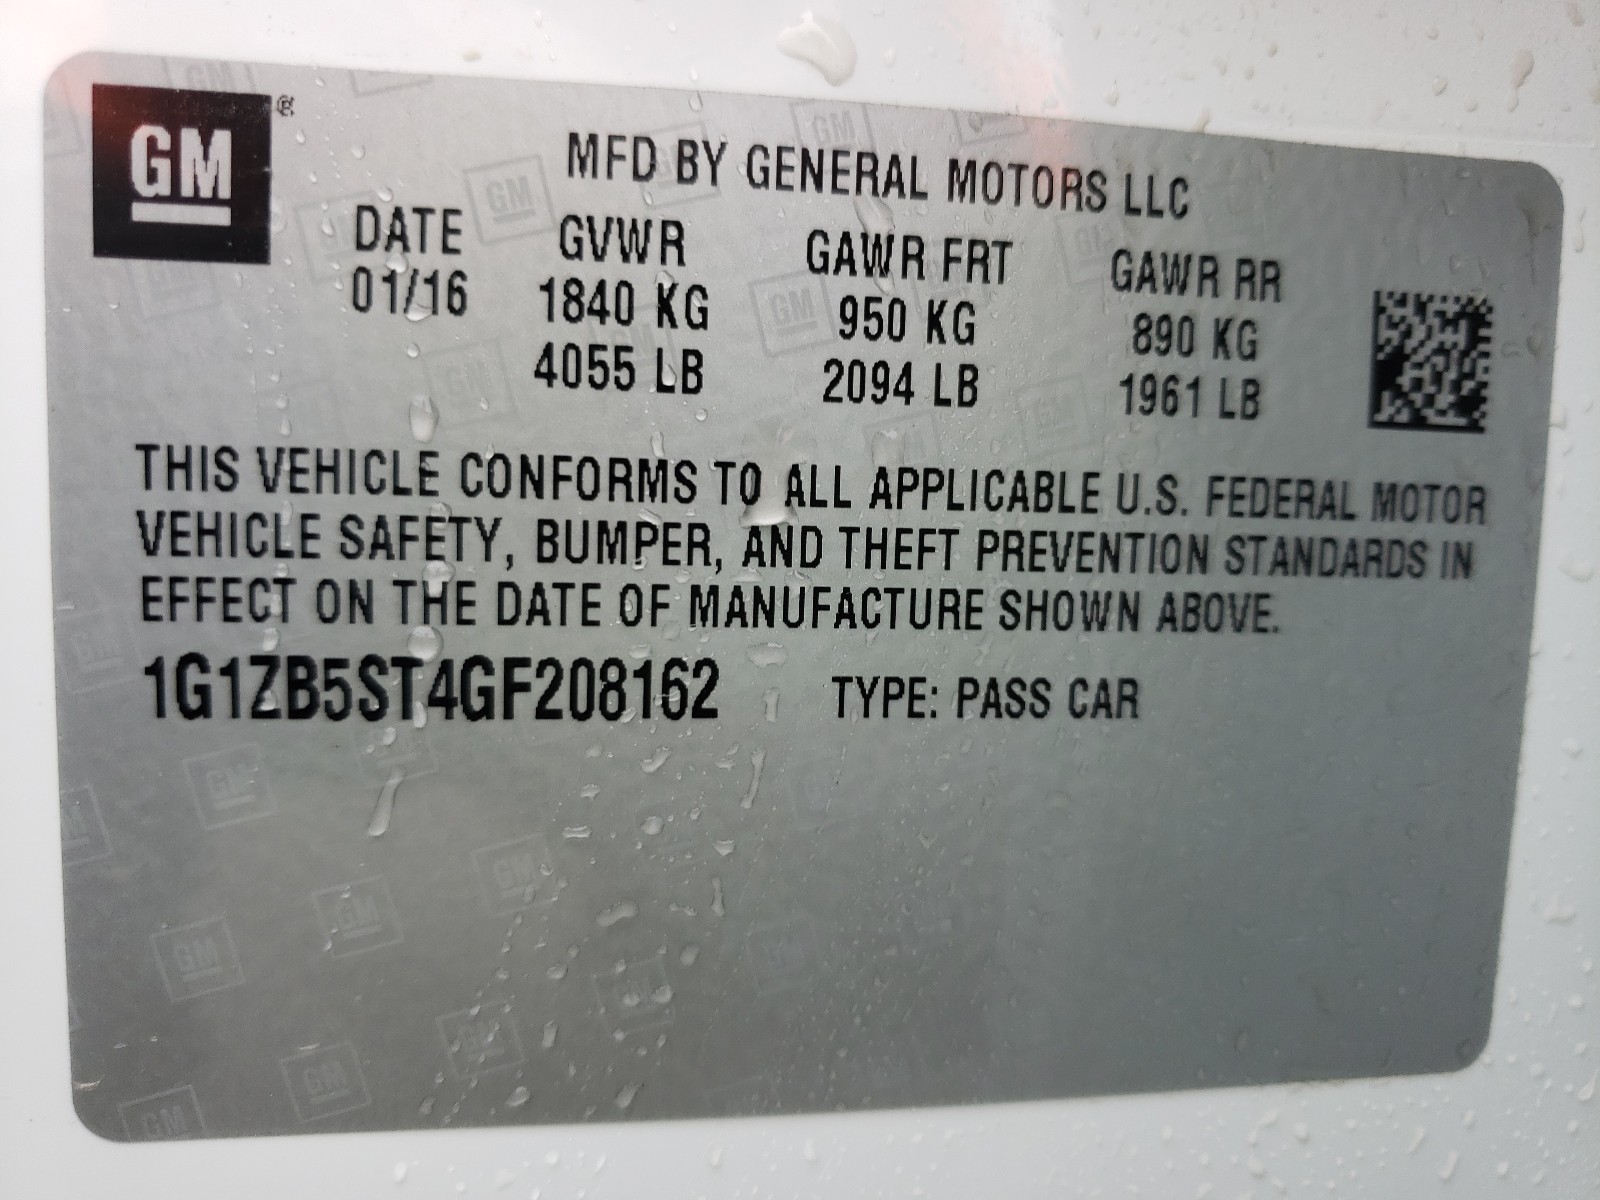 GM®
MFD BY GENERAL MOTORS LLC
DATE GVWR GAWR FRT GAWR RR
01/16 1840 KG 950 KG 890 KG
4055 LB 2094 LB 1961 LB
THIS VEHICLE CONFORMS TO ALL APPLICABLE U.S. FEDERAL MOTOR
VEHICLE SAFETY, BUMPER, AND THEFT PREVENTION STANDARDS IN
EFFECT ON THE DATE OF MANUFACTURE SHOWN ABOVE.
1G1ZB5ST4GF208162 TYPE: PASS CAR